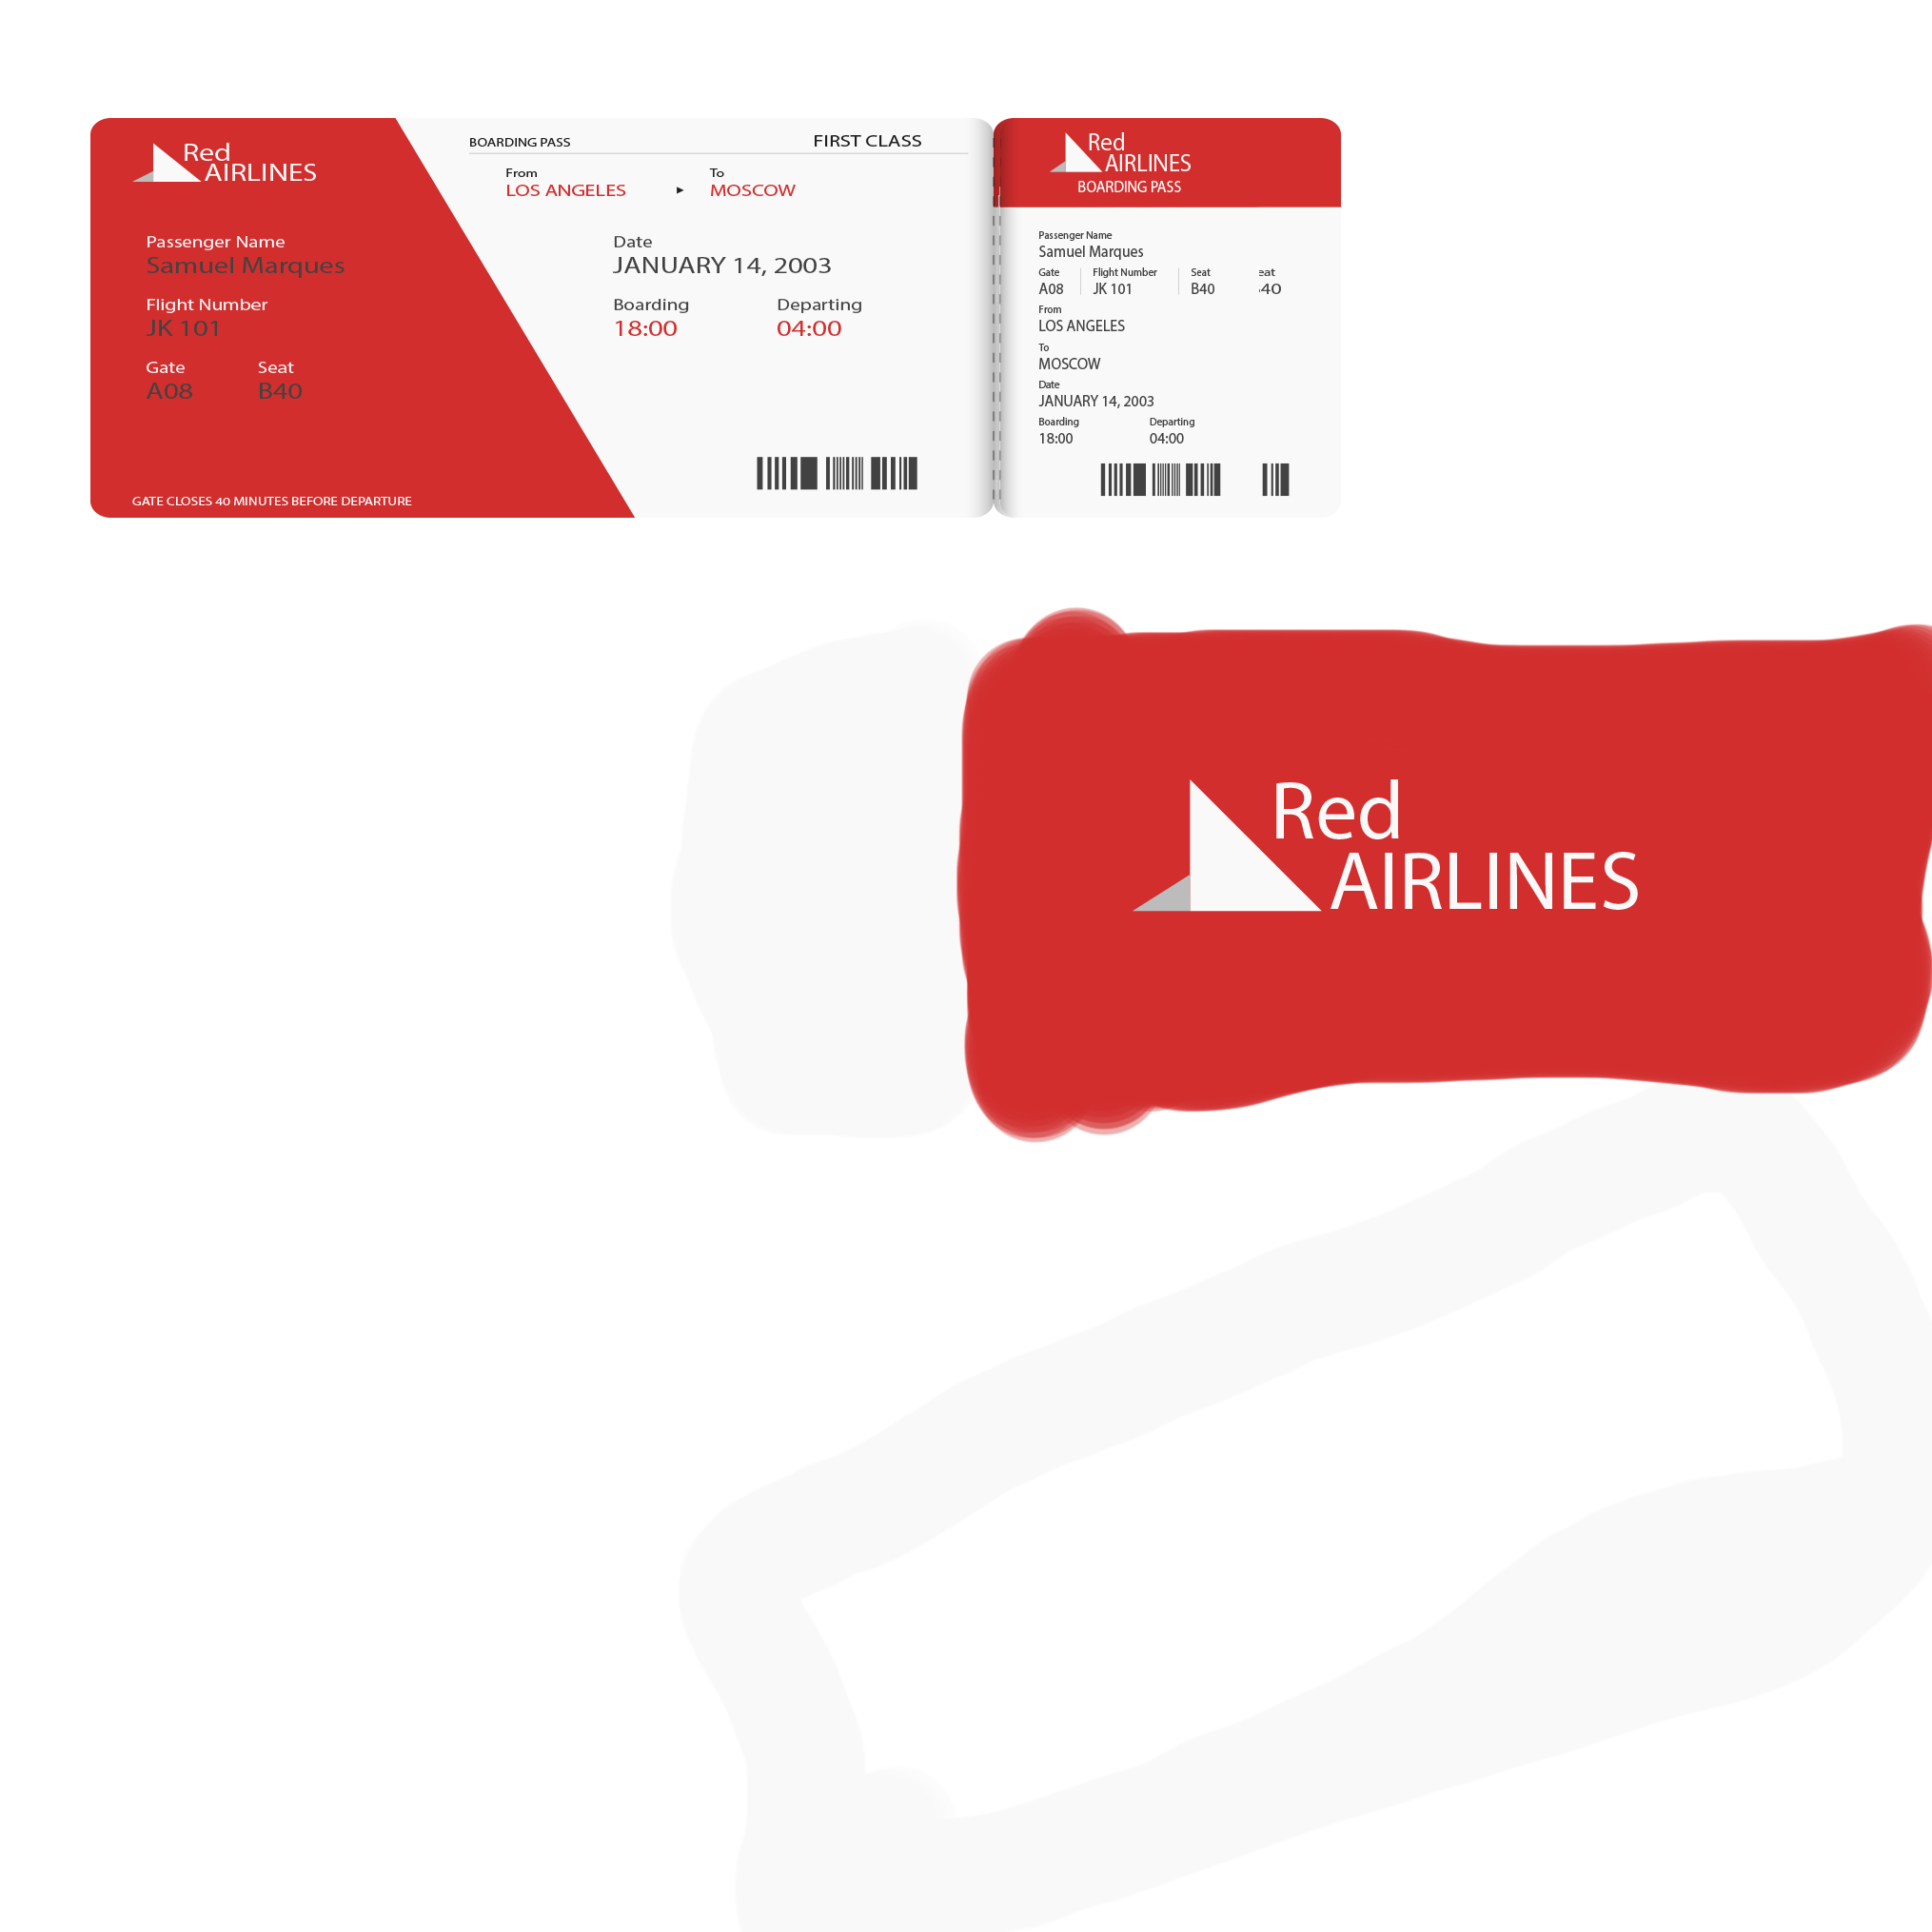 Red
AIRLINES
Passenger Name
Samuel Marques
Flight Number
JK 101
Gate Seat
A08 B40
GATE CLOSES 40 MINUTES BEFORE DEPARTURE
BOARDING PASS FIRST CLASS
From To
LOS ANGELES ▸ MOSCOW
Date
JANUARY 14, 2003
Boarding Departing
18:00 04:00
Red
AIRLINES
BOARDING PASS
Passenger Name
Samuel Marques
Gate Flight Number Seat eat
A08 JK 101 B40 40
From
LOS ANGELES
To
MOSCOW
Date
JANUARY 14, 2003
Boarding Departing
18:00 04:00
Red
AIRLINES